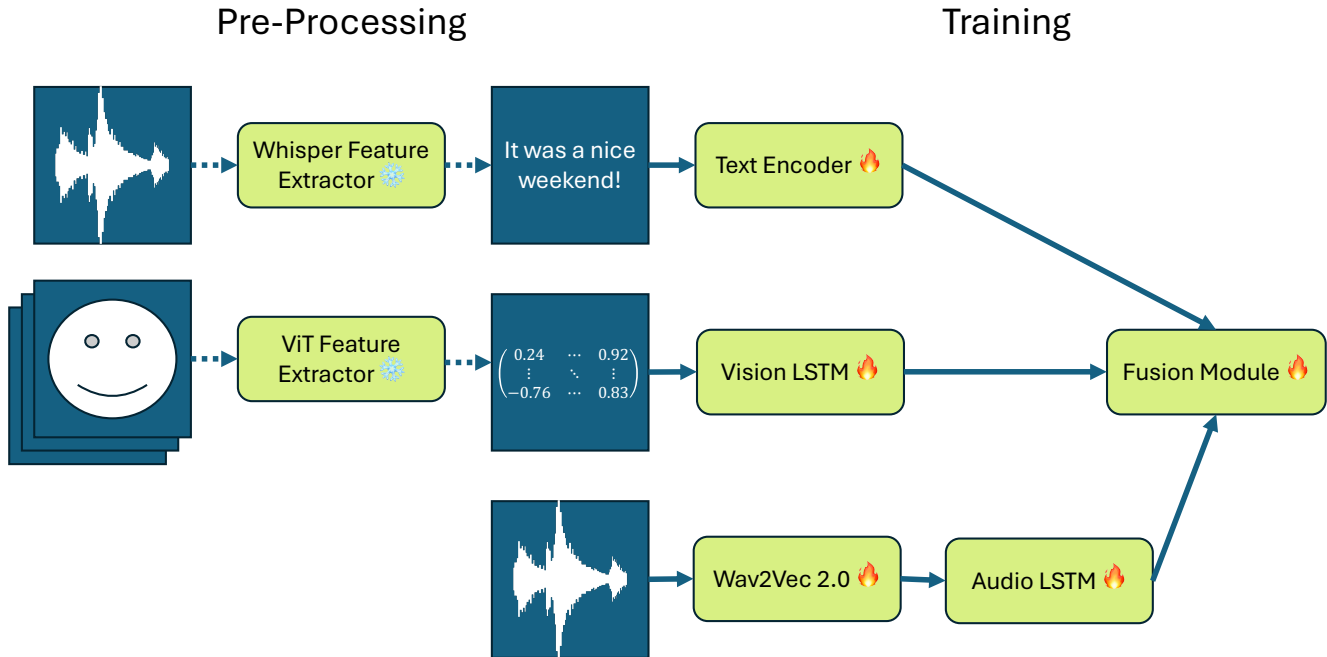 Pre-Processing
Training
Whisper Feature
Extractor ❄️
It was a nice
weekend!
Text Encoder 🔥
ViT Feature
Extractor ❄️
0.24 ⋯ 0.92
⋮ ⋱ ⋮
−0.76 ⋯ 0.83
Vision LSTM 🔥
Fusion Module 🔥
Wav2Vec 2.0 🔥
Audio LSTM 🔥